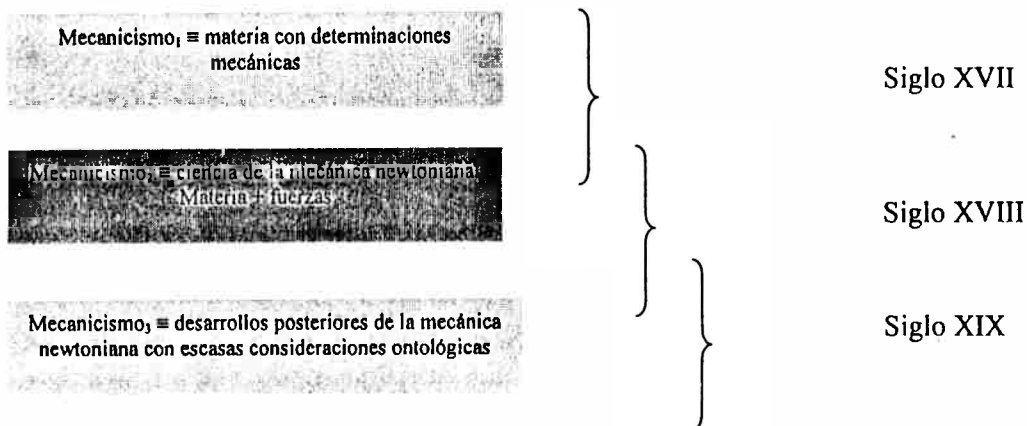 Mecanicismo₁ ≡ materia con determinaciones
mecánicas
Siglo XVII
Mecanicismo₂ ≡ ciencia de la mecánica newtoniana
Materia + fuerzas
Siglo XVIII
Mecanicismo₃ ≡ desarrollos posteriores de la mecánica
newtoniana con escasas consideraciones ontológicas
Siglo XIX